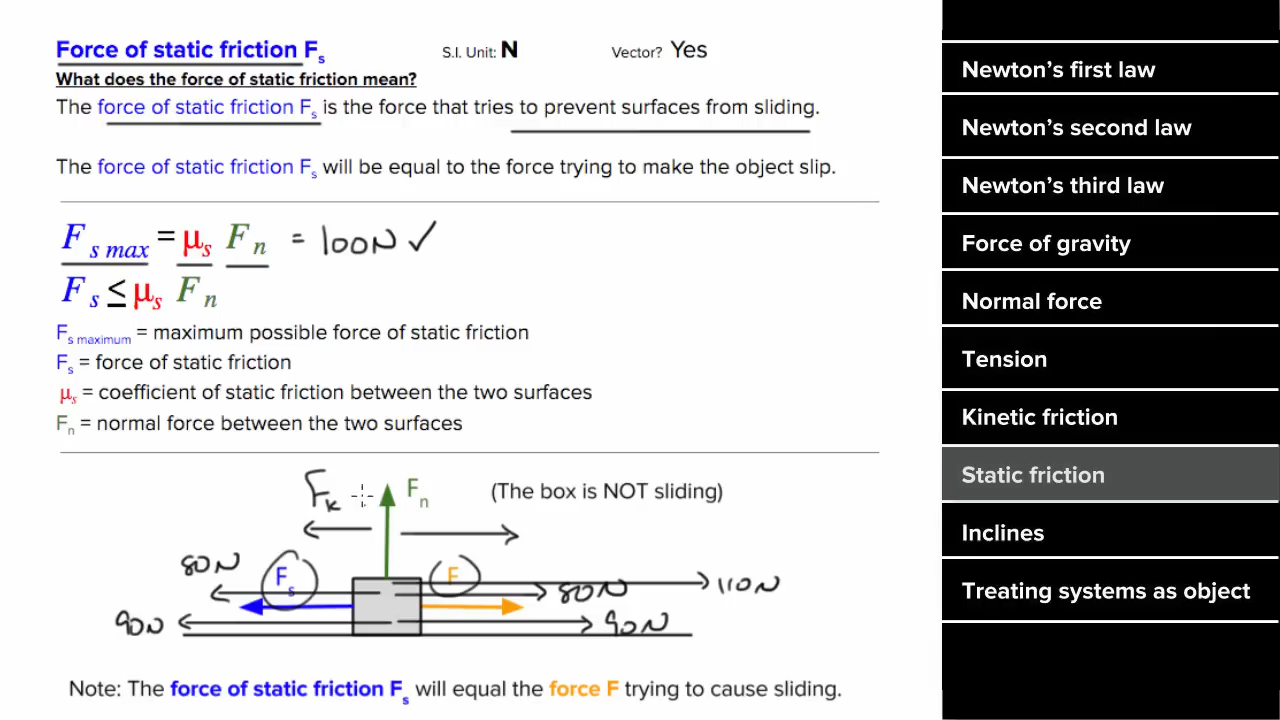 Force of static friction Fs S.I. Unit: N Vector? Yes
What does the force of static friction mean?
The force of static friction Fs is the force that tries to prevent surfaces from sliding.
The force of static friction Fs will be equal to the force trying to make the object slip.
F s max = μs Fn = 100N ✓
Fs ≤ μs Fn
Fs maximum = maximum possible force of static friction
Fs = force of static friction
μs = coefficient of static friction between the two surfaces
Fn = normal force between the two surfaces
Fk Fn (The box is NOT sliding)
80N Fs F 80N 110N
90N 90N
Note: The force of static friction Fs will equal the force F trying to cause sliding.
Newton's first law
Newton's second law
Newton's third law
Force of gravity
Normal force
Tension
Kinetic friction
Static friction
Inclines
Treating systems as object